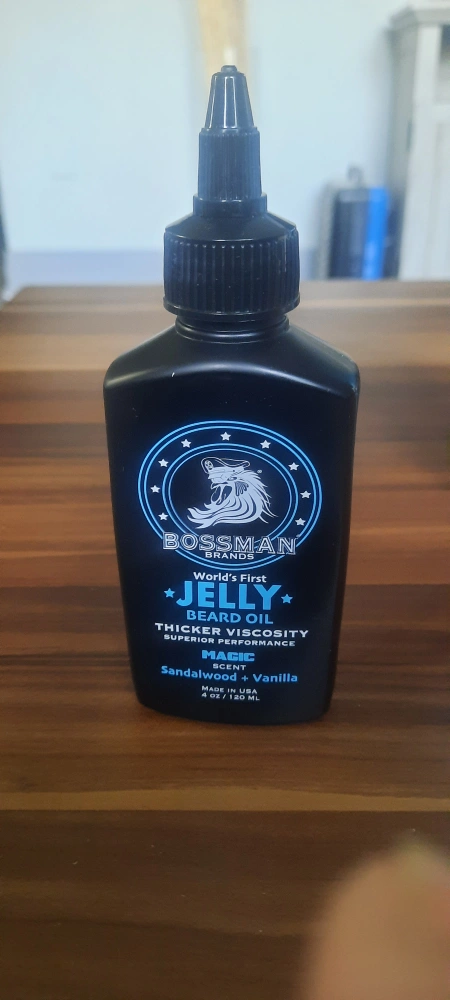 BOSSMAN
BRANDS
World's First
JELLY
BEARD OIL
THICKER VISCOSITY
SUPERIOR PERFORMANCE
MAGIC
SCENT
Sandalwood + Vanilla
MADE IN USA
4 OZ / 120 ML